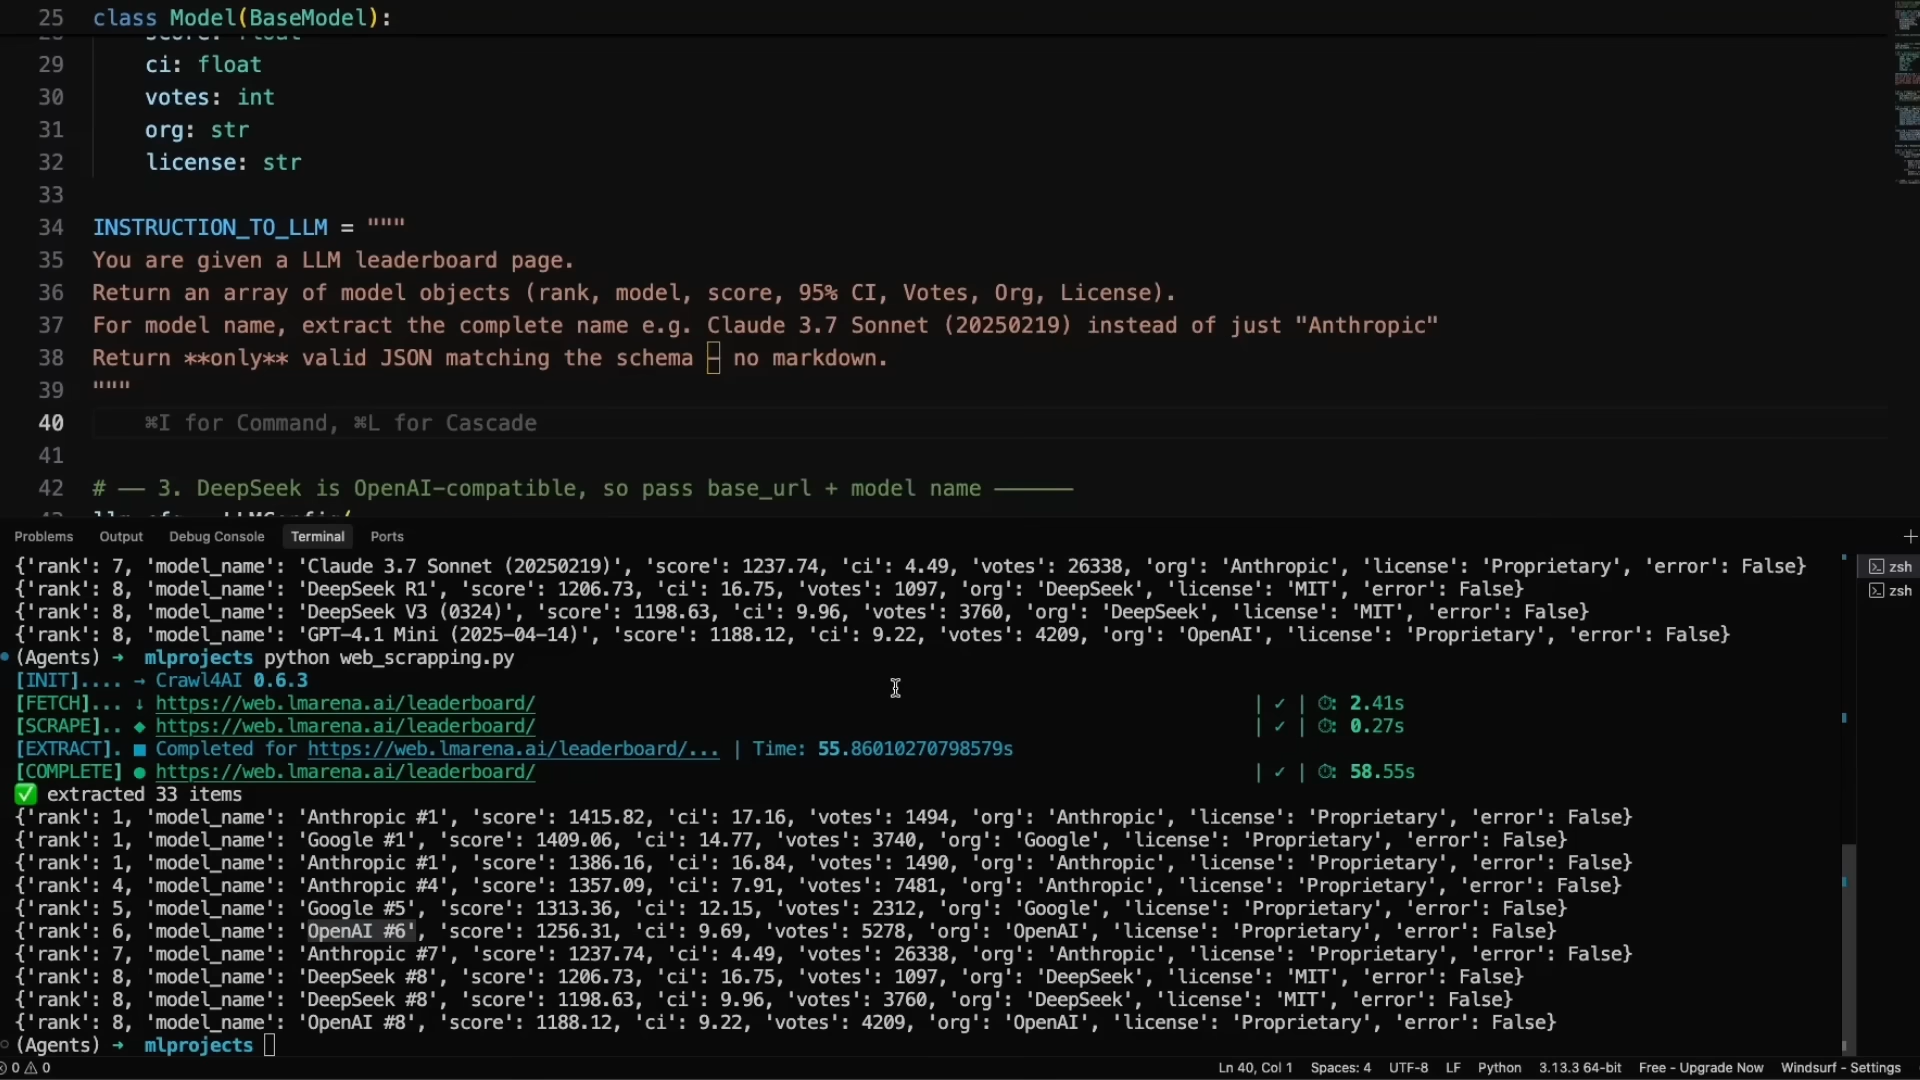 25 class Model(BaseModel):
28 score: float
29 ci: float
30 votes: int
31 org: str
32 license: str
33
34 INSTRUCTION_TO_LLM = """
35 You are given a LLM leaderboard page.
36 Return an array of model objects (rank, model, score, 95% CI, Votes, Org, License).
37 For model name, extract the complete name e.g. Claude 3.7 Sonnet (20250219) instead of just "Anthropic"
38 Return **only** valid JSON matching the schema – no markdown.
39 """
40 ⌘I for Command, ⌘L for Cascade
41
42 # —— 3. DeepSeek is OpenAI-compatible, so pass base_url + model name ——————
Problems Output Debug Console Terminal Ports
{'rank': 7, 'model_name': 'Claude 3.7 Sonnet (20250219)', 'score': 1237.74, 'ci': 4.49, 'votes': 26338, 'org': 'Anthropic', 'license': 'Proprietary', 'error': False}
{'rank': 8, 'model_name': 'DeepSeek R1', 'score': 1206.73, 'ci': 16.75, 'votes': 1097, 'org': 'DeepSeek', 'license': 'MIT', 'error': False}
{'rank': 8, 'model_name': 'DeepSeek V3 (0324)', 'score': 1198.63, 'ci': 9.96, 'votes': 3760, 'org': 'DeepSeek', 'license': 'MIT', 'error': False}
{'rank': 8, 'model_name': 'GPT-4.1 Mini (2025-04-14)', 'score': 1188.12, 'ci': 9.22, 'votes': 4209, 'org': 'OpenAI', 'license': 'Proprietary', 'error': False}
(Agents) ➜ mlprojects python web_scrapping.py
[INIT].... → Crawl4AI 0.6.3
[FETCH]... ↓ https://web.lmarena.ai/leaderboard/ | ✓ | ⏱: 2.41s
[SCRAPE].. ◆ https://web.lmarena.ai/leaderboard/ | ✓ | ⏱: 0.27s
[EXTRACT]. ■ Completed for https://web.lmarena.ai/leaderboard/... | Time: 55.86010270798579s
[COMPLETE] ● https://web.lmarena.ai/leaderboard/ | ✓ | ⏱: 58.55s
✅ extracted 33 items
{'rank': 1, 'model_name': 'Anthropic #1', 'score': 1415.82, 'ci': 17.16, 'votes': 1494, 'org': 'Anthropic', 'license': 'Proprietary', 'error': False}
{'rank': 1, 'model_name': 'Google #1', 'score': 1409.06, 'ci': 14.77, 'votes': 3740, 'org': 'Google', 'license': 'Proprietary', 'error': False}
{'rank': 1, 'model_name': 'Anthropic #1', 'score': 1386.16, 'ci': 16.84, 'votes': 1490, 'org': 'Anthropic', 'license': 'Proprietary', 'error': False}
{'rank': 4, 'model_name': 'Anthropic #4', 'score': 1357.09, 'ci': 7.91, 'votes': 7481, 'org': 'Anthropic', 'license': 'Proprietary', 'error': False}
{'rank': 5, 'model_name': 'Google #5', 'score': 1313.36, 'ci': 12.15, 'votes': 2312, 'org': 'Google', 'license': 'Proprietary', 'error': False}
{'rank': 6, 'model_name': 'OpenAI #6', 'score': 1256.31, 'ci': 9.69, 'votes': 5278, 'org': 'OpenAI', 'license': 'Proprietary', 'error': False}
{'rank': 7, 'model_name': 'Anthropic #7', 'score': 1237.74, 'ci': 4.49, 'votes': 26338, 'org': 'Anthropic', 'license': 'Proprietary', 'error': False}
{'rank': 8, 'model_name': 'DeepSeek #8', 'score': 1206.73, 'ci': 16.75, 'votes': 1097, 'org': 'DeepSeek', 'license': 'MIT', 'error': False}
{'rank': 8, 'model_name': 'DeepSeek #8', 'score': 1198.63, 'ci': 9.96, 'votes': 3760, 'org': 'DeepSeek', 'license': 'MIT', 'error': False}
{'rank': 8, 'model_name': 'OpenAI #8', 'score': 1188.12, 'ci': 9.22, 'votes': 4209, 'org': 'OpenAI', 'license': 'Proprietary', 'error': False}
(Agents) ➜ mlprojects
zsh
zsh
0 0 Ln 40, Col 1 Spaces: 4 UTF-8 LF Python 3.13.3 64-bit Free - Upgrade Now Windsurf - Settings